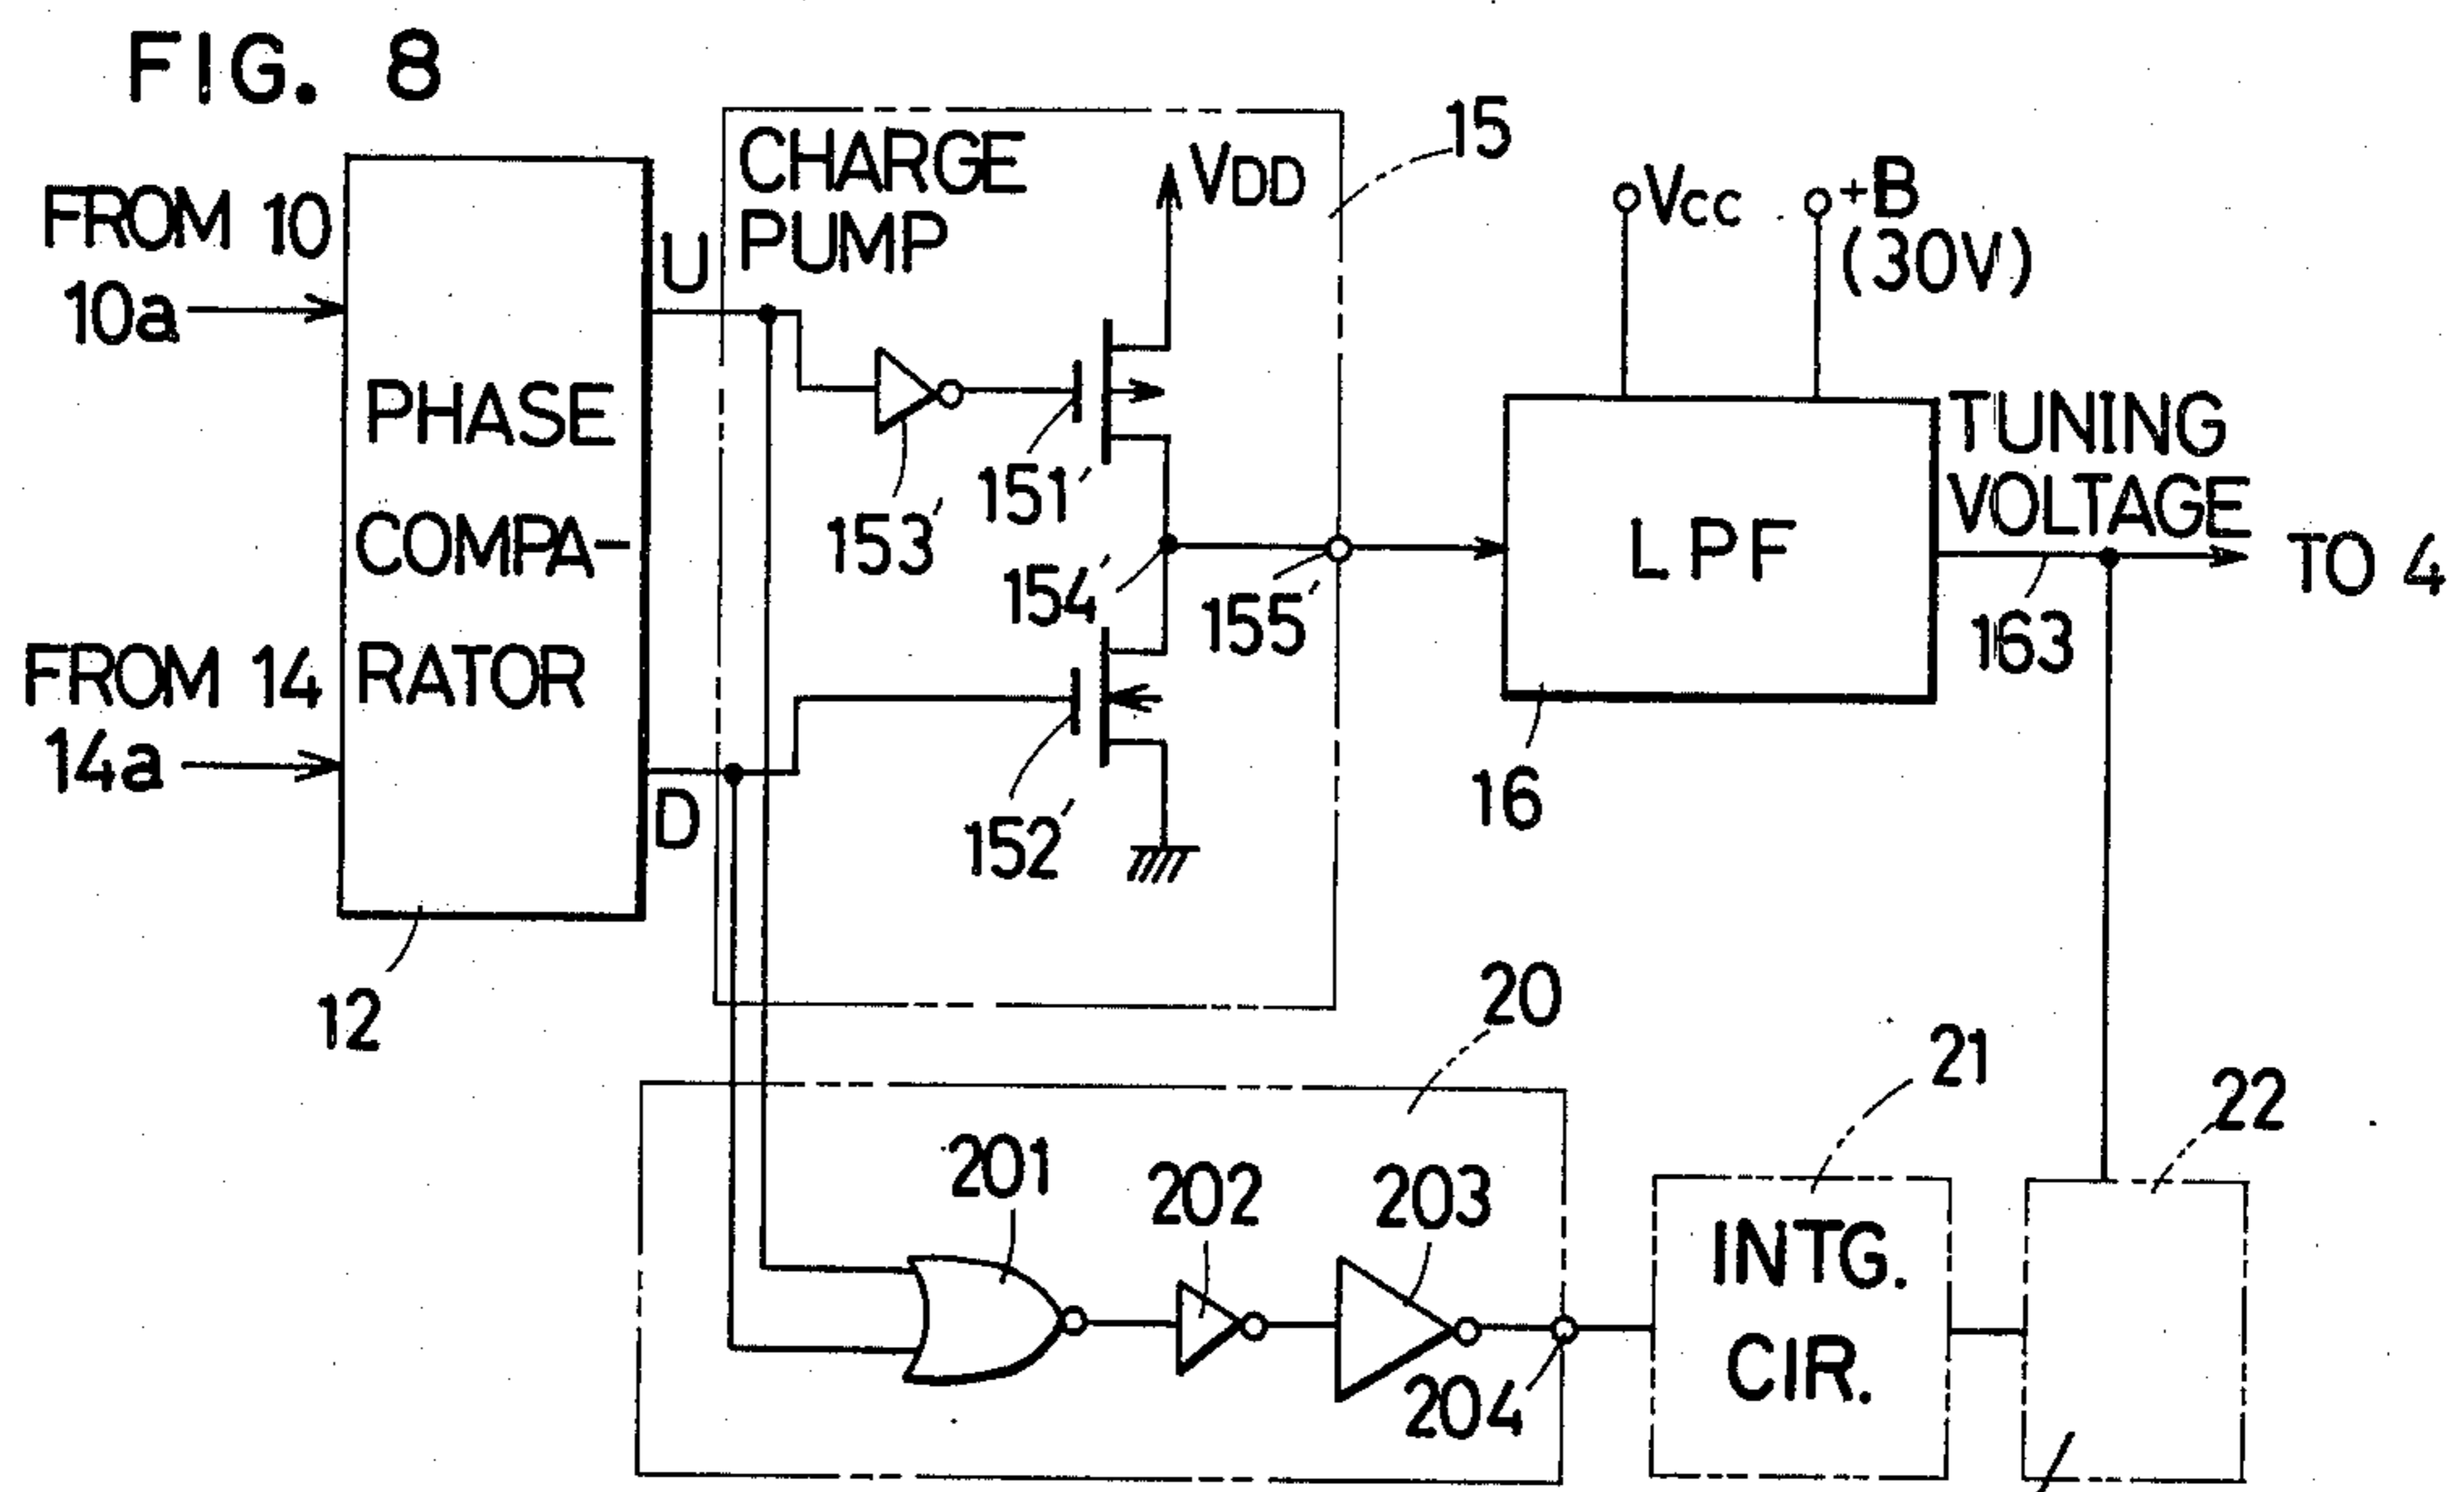 FIG. 8
CHARGE
PUMP
VDD
15
VCC
+B
(30V)
FROM 10
10a
U
PHASE
COMPA-
RATOR
151'
153'
154'
155'
LPF
TUNING
VOLTAGE
TO 4
163
FROM 14
14a
D
152'
16
12
20
21
22
201
202
203
204
INTG.
CIR.